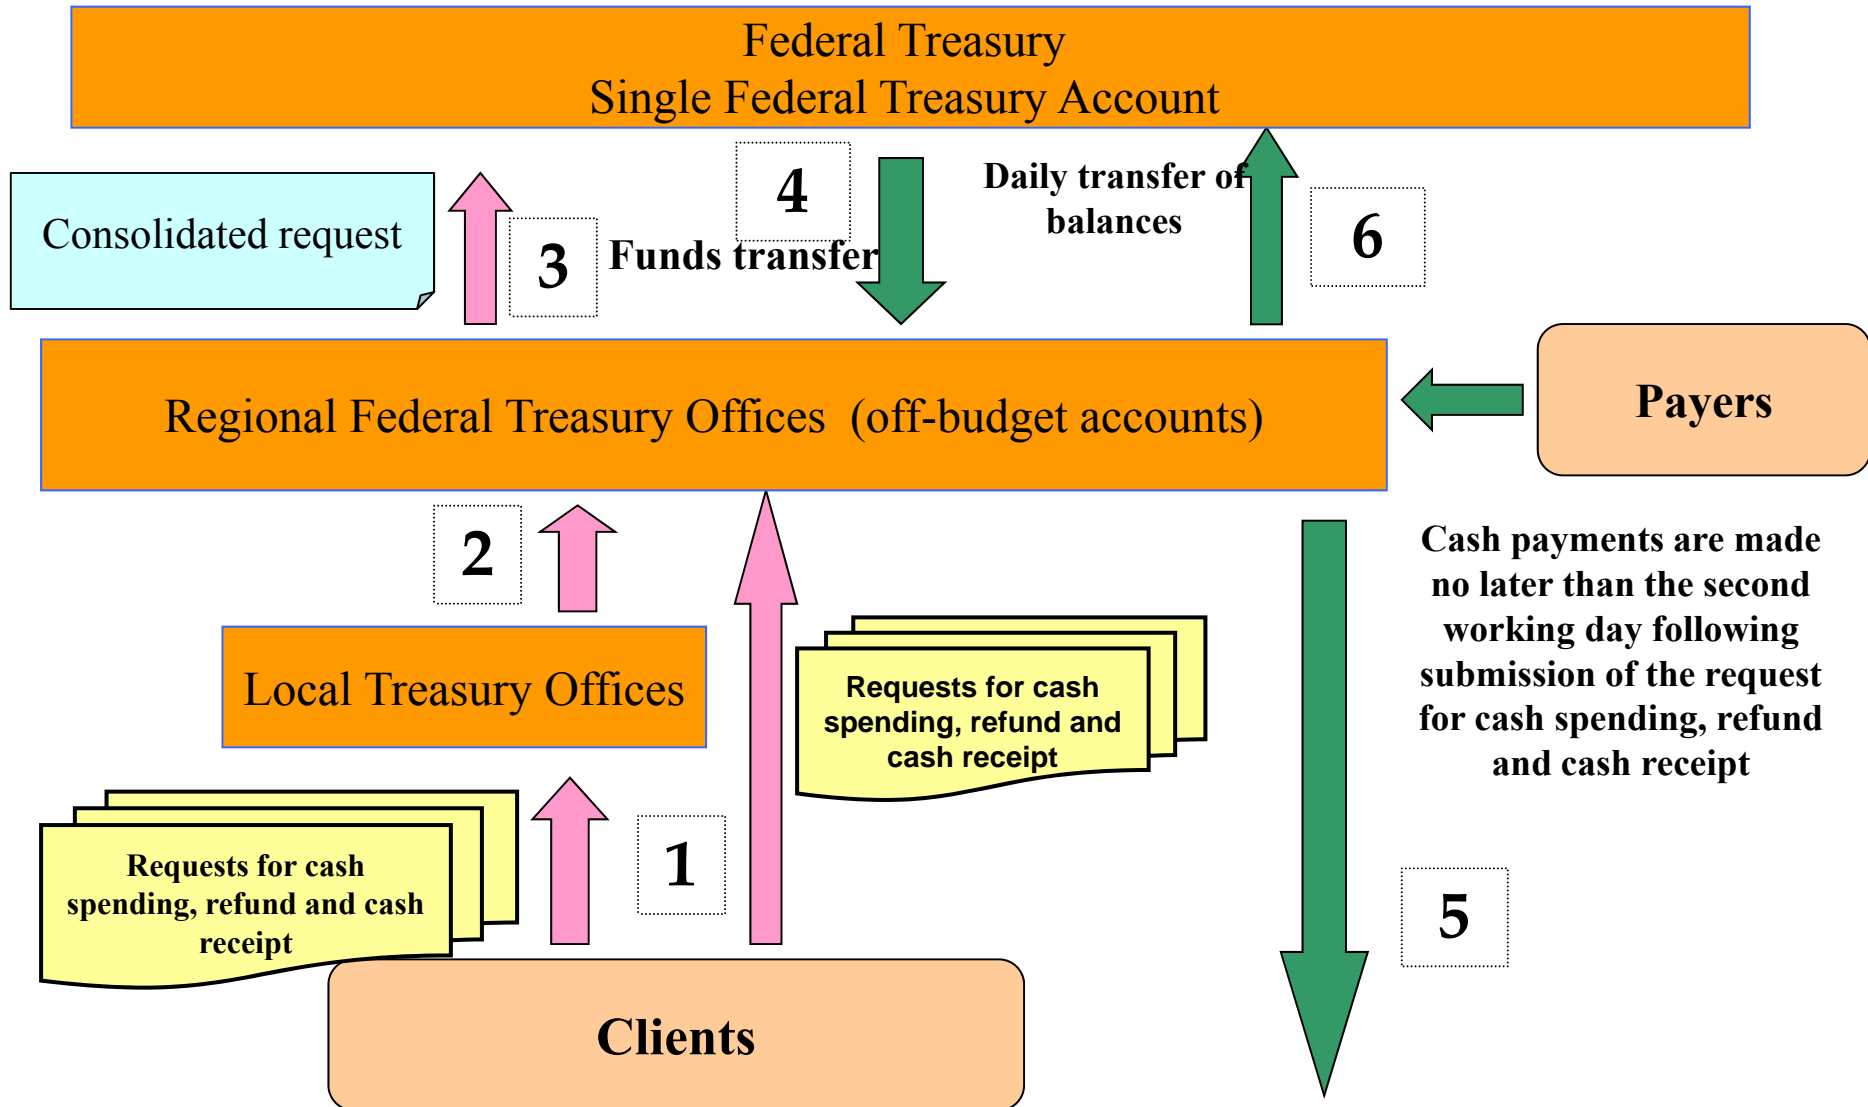 Federal Treasury
Single Federal Treasury Account
Consolidated request
3
4
Funds transfer
Daily transfer of
balances
6
Regional Federal Treasury Offices (off-budget accounts)
Payers
2
Local Treasury Offices
Requests for cash
spending, refund and
cash receipt
Cash payments are made
no later than the second
working day following
submission of the request
for cash spending, refund
and cash receipt
Requests for cash
spending, refund and cash
receipt
1
5
Clients